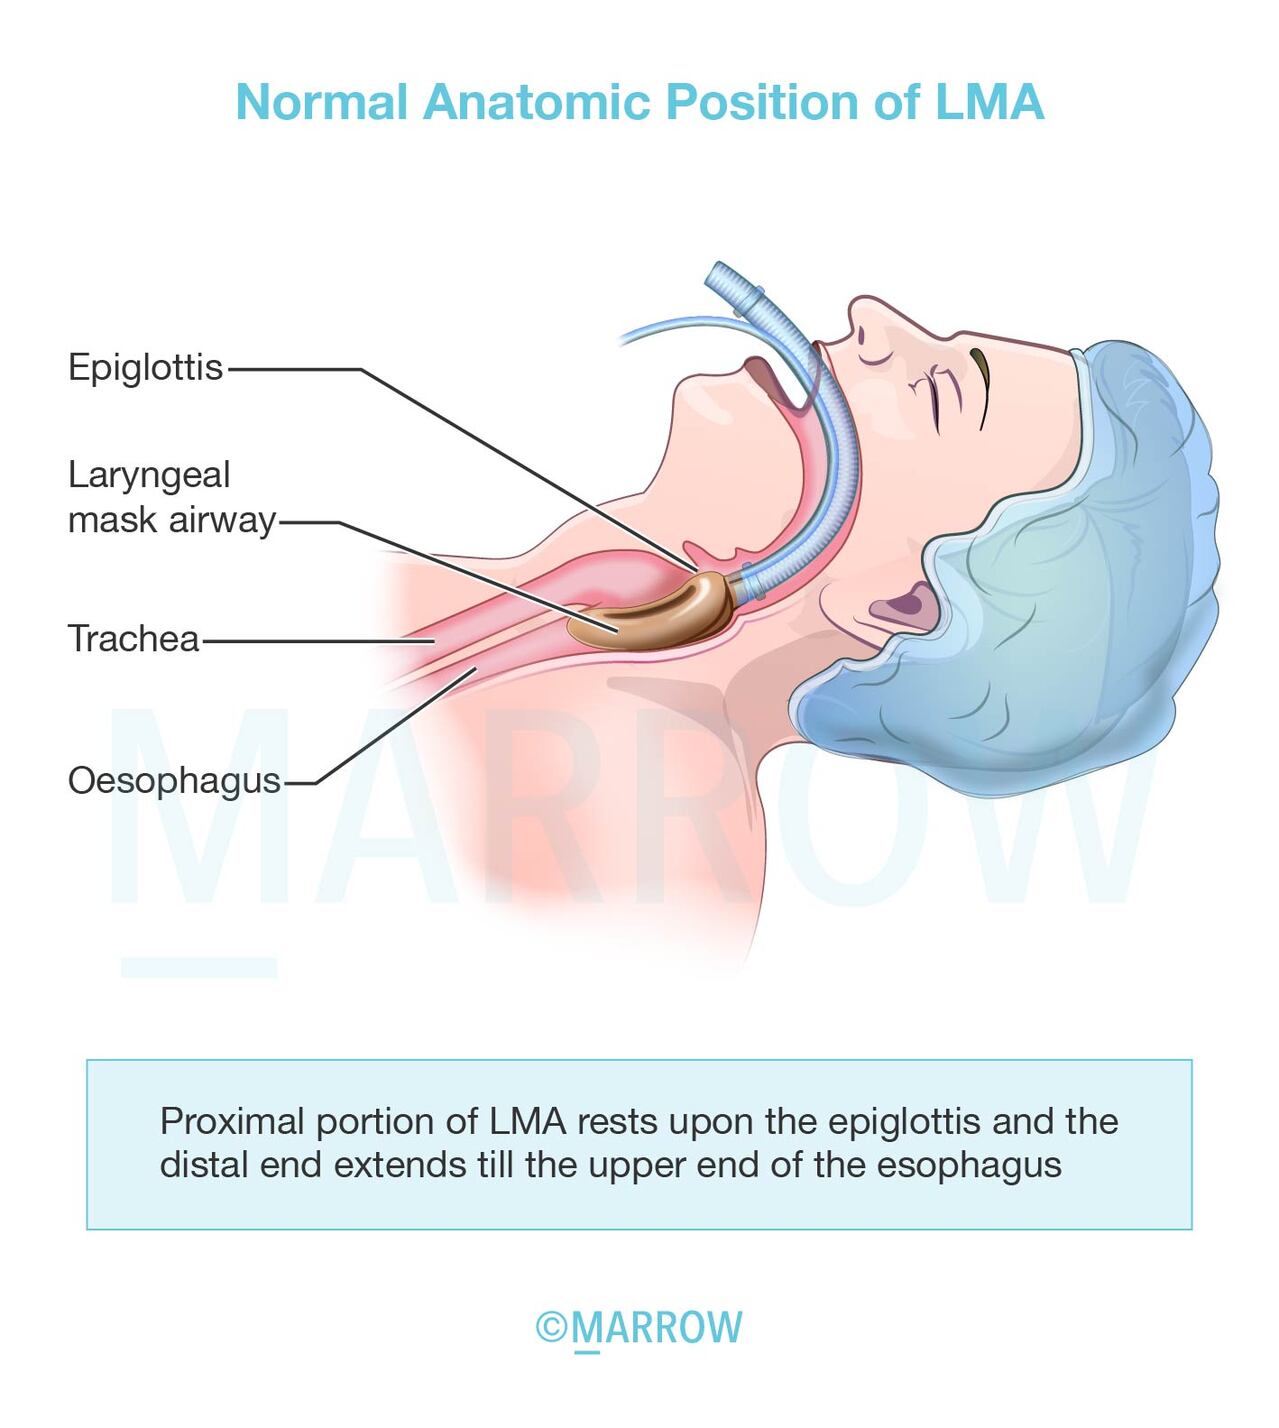 Normal Anatomic Position of LMA
Epiglottis
Laryngeal
mask airway
Trachea
Oesophagus
MARROW
Proximal portion of LMA rests upon the epiglottis and the
distal end extends till the upper end of the esophagus
©MARROW